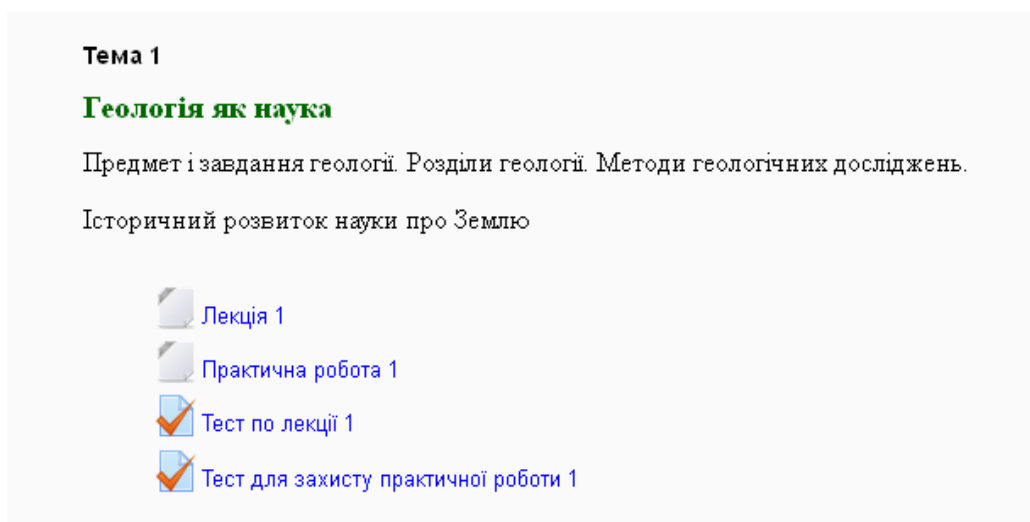 Тема 1
Геологія як наука
Предмет і завдання геології. Розділи геології. Методи геологічних досліджень.
Історичний розвиток науки про Землю
Лекція 1
Практична робота 1
Тест по лекції 1
Тест для захисту практичної роботи 1